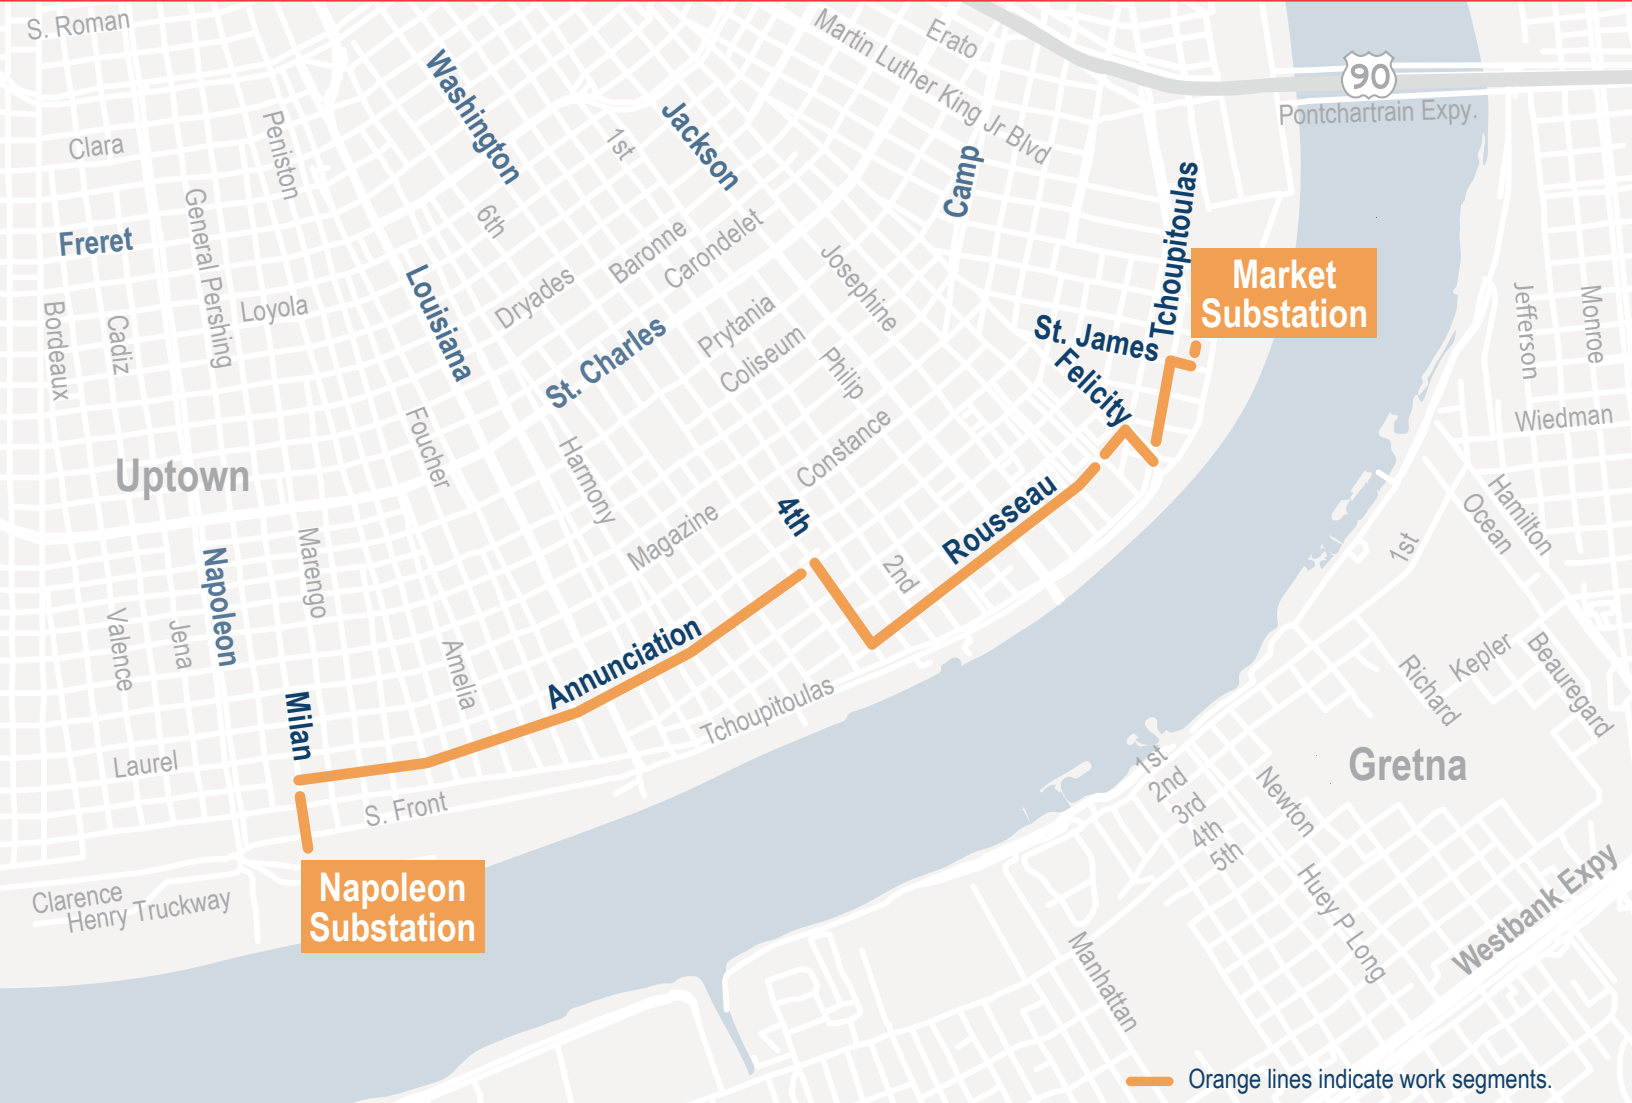 S. Roman
Erato
Martin Luther King Jr Blvd
90
Pontchartrain Expy.
Washington
Jackson
Clara
Peniston
1st
Camp
Tchoupitoulas
General Pershing
6th
Freret
Baronne
Carondelet
Josephine
Market
Substation
Louisiana
Dryades
Loyola
Bordeaux
Cadiz
Prytania
St. Charles
Coliseum
Philip
St. James
Felicity
Jefferson
Monroe
Wiedman
Foucher
Harmony
Constance
Uptown
4th
Magazine
Rousseau
Hamilton
Ocean
1st
2nd
Napoleon
Marengo
Valence
Jena
Amelia
Annunciation
Tchoupitoulas
Milan
Laurel
S. Front
Richard
Kepler
Beauregard
Gretna
1st
2nd
3rd
4th
5th
Newton
Huey P Long
Westbank Expy
Manhattan
Napoleon
Substation
Clarence
Henry Truckway
Orange lines indicate work segments.